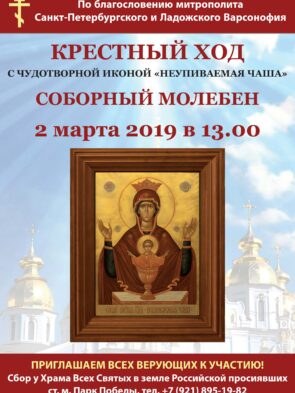 По благословению митрополита
Санкт-Петербургского и Ладожского Варсонофия
КРЕСТНЫЙ ХОД
С ЧУДОТВОРНОЙ ИКОНОЙ «НЕУПИВАЕМАЯ ЧАША»
СОБОРНЫЙ МОЛЕБЕН
2 марта 2019 в 13.00
ПРИГЛАШАЕМ ВСЕХ ВЕРУЮЩИХ К УЧАСТИЮ!
Сбор у Храма Всех Святых в земле Российской просиявших
ст. м. Парк Победы, тел. +7 (921) 895-19-82